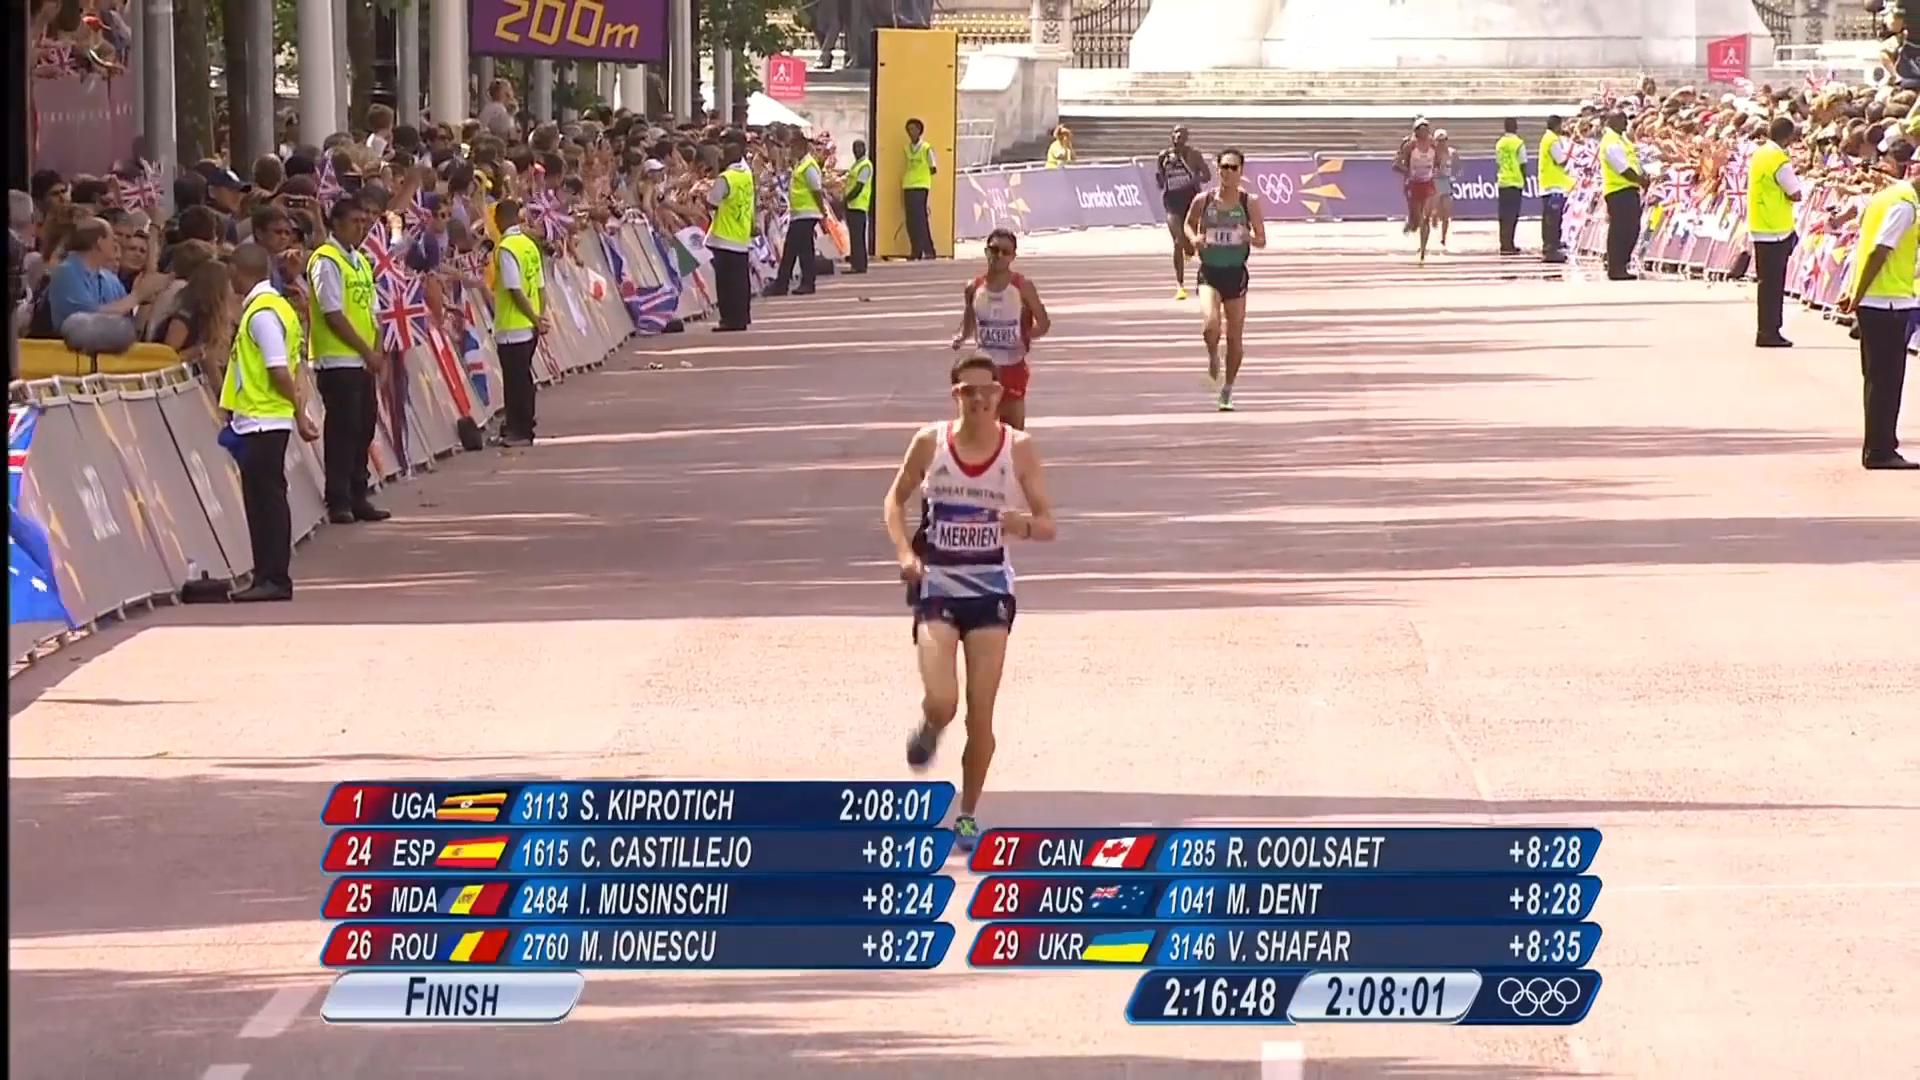 200m
London 2012
London 2012
LEE
CACERES
GREAT BRITAIN
MERRIEN
1 UGA 3113 S. KIPROTICH 2:08:01
24 ESP 1615 C. CASTILLEJO +8:16
25 MDA 2484 I. MUSINSCHI +8:24
26 ROU 2760 M. IONESCU +8:27
27 CAN 1285 R. COOLSAET +8:28
28 AUS 1041 M. DENT +8:28
29 UKR 3146 V. SHAFAR +8:35
FINISH
2:16:48 2:08:01